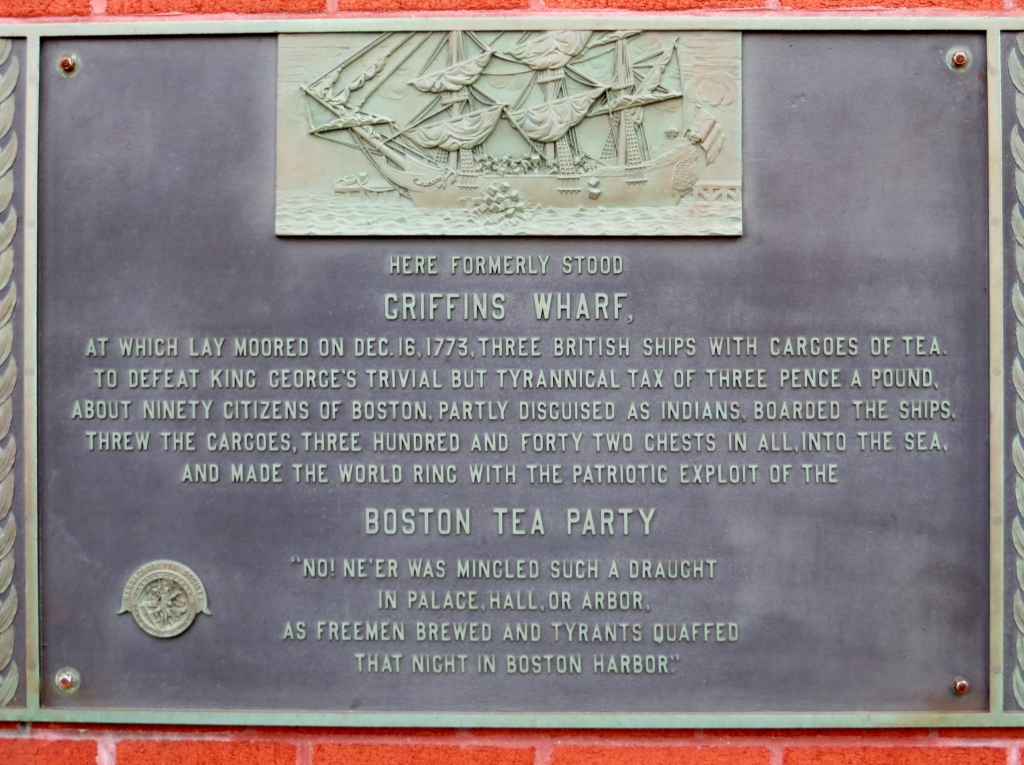 HERE FORMERLY STOOD
GRIFFINS WHARF,
AT WHICH LAY MOORED ON DEC. 16, 1773, THREE BRITISH SHIPS WITH CARGOES OF TEA.
TO DEFEAT KING GEORGE'S TRIVIAL BUT TYRANNICAL TAX OF THREE PENCE A POUND,
ABOUT NINETY CITIZENS OF BOSTON, PARTLY DISGUISED AS INDIANS, BOARDED THE SHIPS,
THREW THE CARGOES, THREE HUNDRED AND FORTY TWO CHESTS IN ALL, INTO THE SEA,
AND MADE THE WORLD RING WITH THE PATRIOTIC EXPLOIT OF THE
BOSTON TEA PARTY
"NO! NE'ER WAS MINGLED SUCH A DRAUGHT
IN PALACE, HALL, OR ARBOR,
AS FREEMEN BREWED AND TYRANTS QUAFFED
THAT NIGHT IN BOSTON HARBOR."